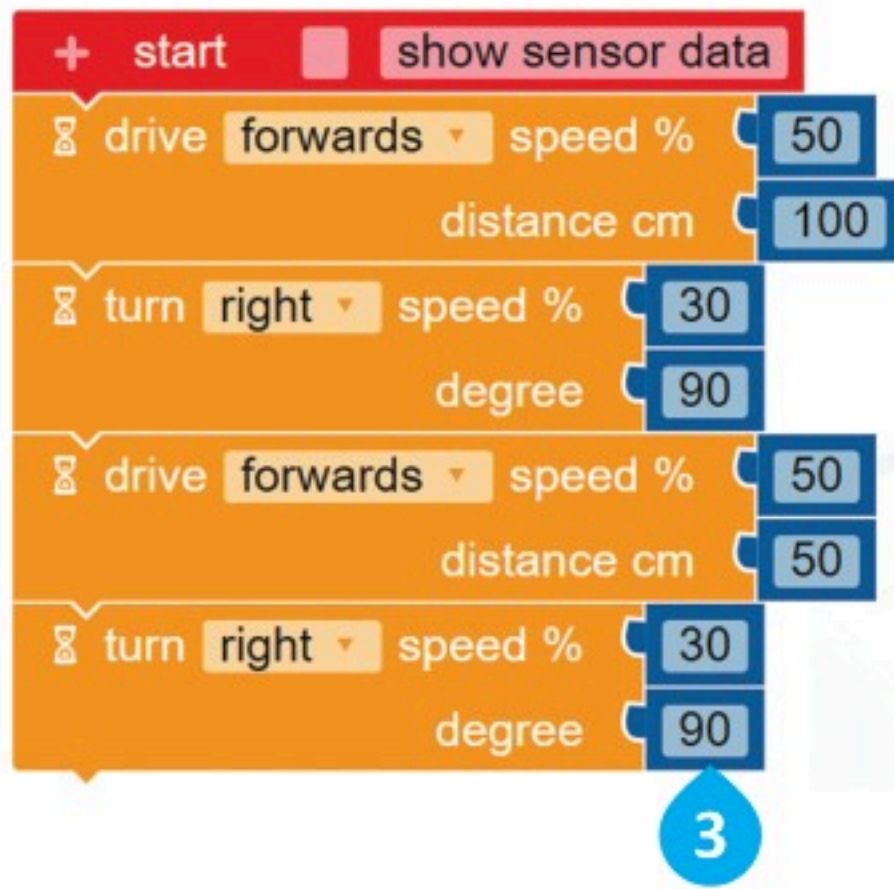 + start show sensor data
drive forwards speed % 50
distance cm 100
turn right speed % 30
degree 90
drive forwards speed % 50
distance cm 50
turn right speed % 30
degree 90
3